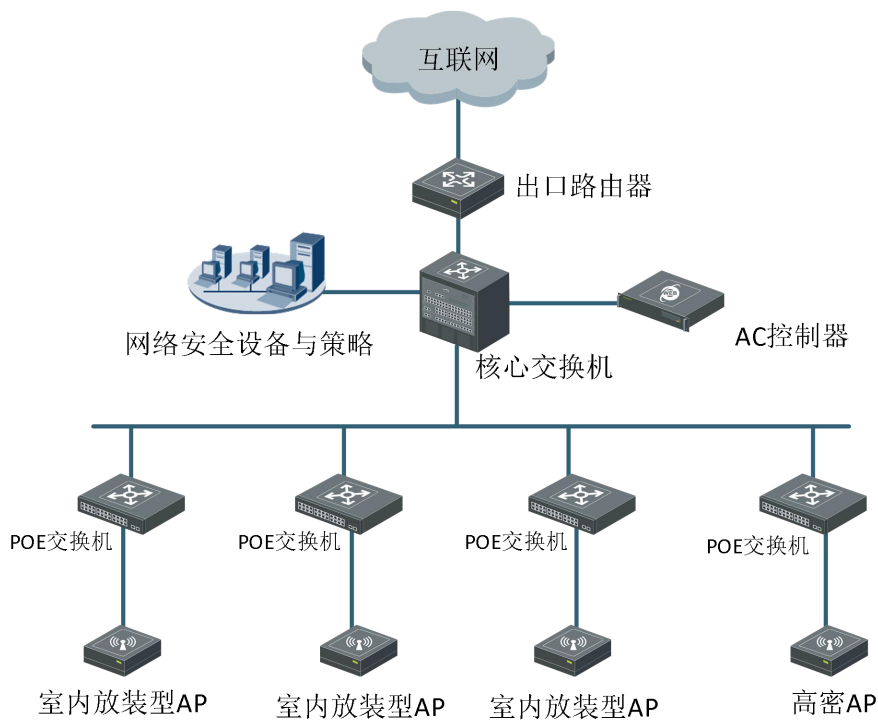 互联网
出口路由器
网络安全设备与策略
AC控制器
核心交换机
POE交换机
POE交换机
POE交换机
POE交换机
室内放装型AP
室内放装型AP
室内放装型AP
高密AP